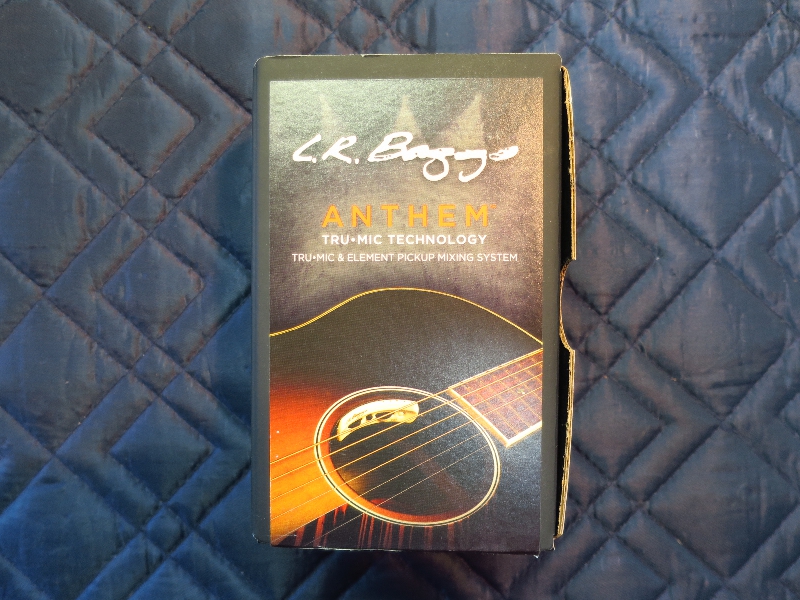 L.R. Baggs
ANTHEM
TRU•MIC TECHNOLOGY
TRU•MIC & ELEMENT PICKUP MIXING SYSTEM